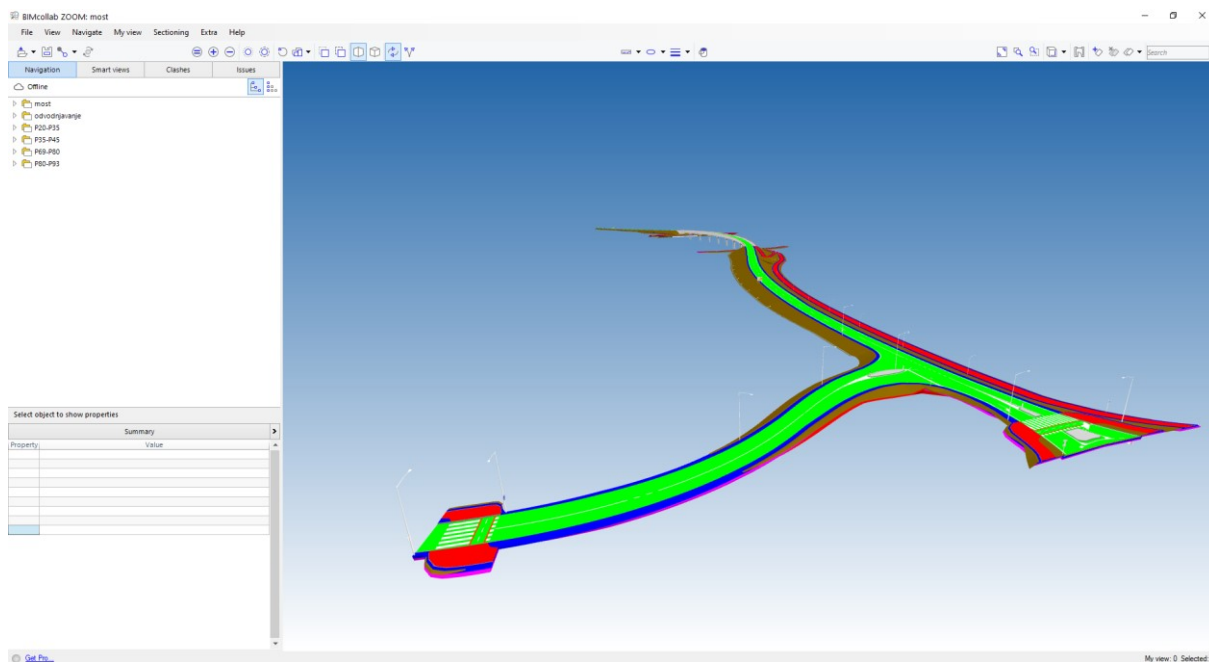 BIMcollab ZOOM: most
File View Navigate My view Sectioning Extra Help
Search
Navigation Smart views Clashes Issues
Offline
most
odvodnjavanje
P20-P35
P35-P45
P69-P80
P80-P93
Select object to show properties
Summary
Property Value
Get Pro...
My view: 0 Selected: